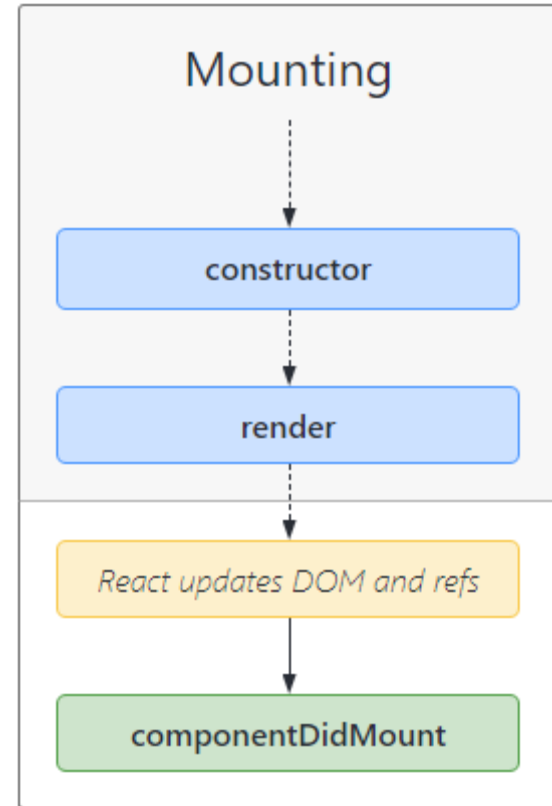 Mounting
constructor
render
React updates DOM and refs
componentDidMount